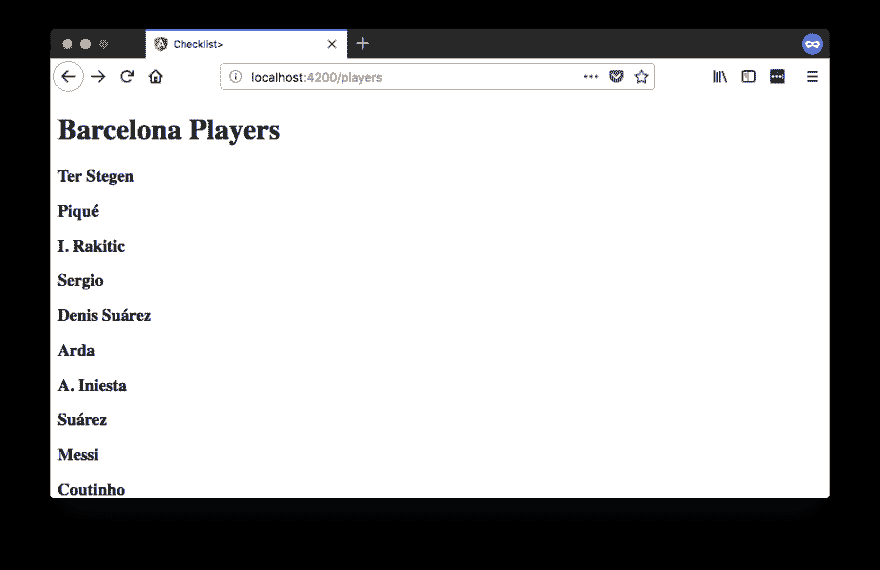 Checklist>
localhost:4200/players
Barcelona Players
Ter Stegen
Piqué
I. Rakitic
Sergio
Denis Suárez
Arda
A. Iniesta
Suárez
Messi
Coutinho